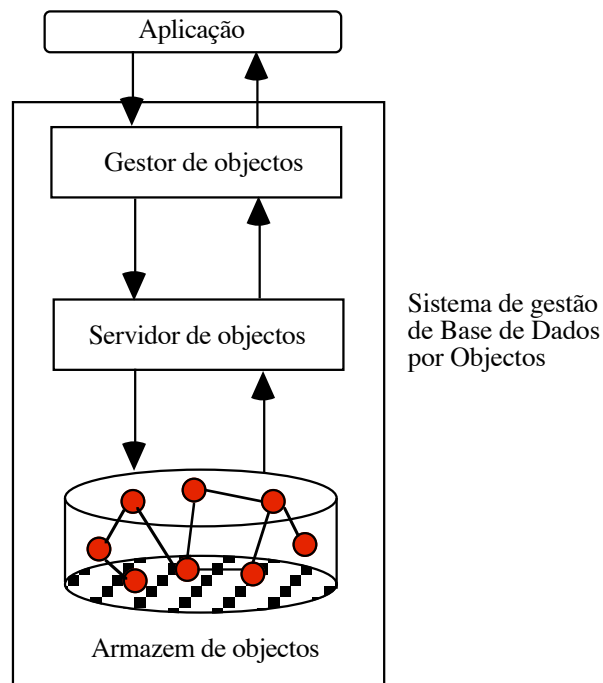 Aplicação
Gestor de objectos
Servidor de objectos
Sistema de gestão
de Base de Dados
por Objectos
Armazem de objectos